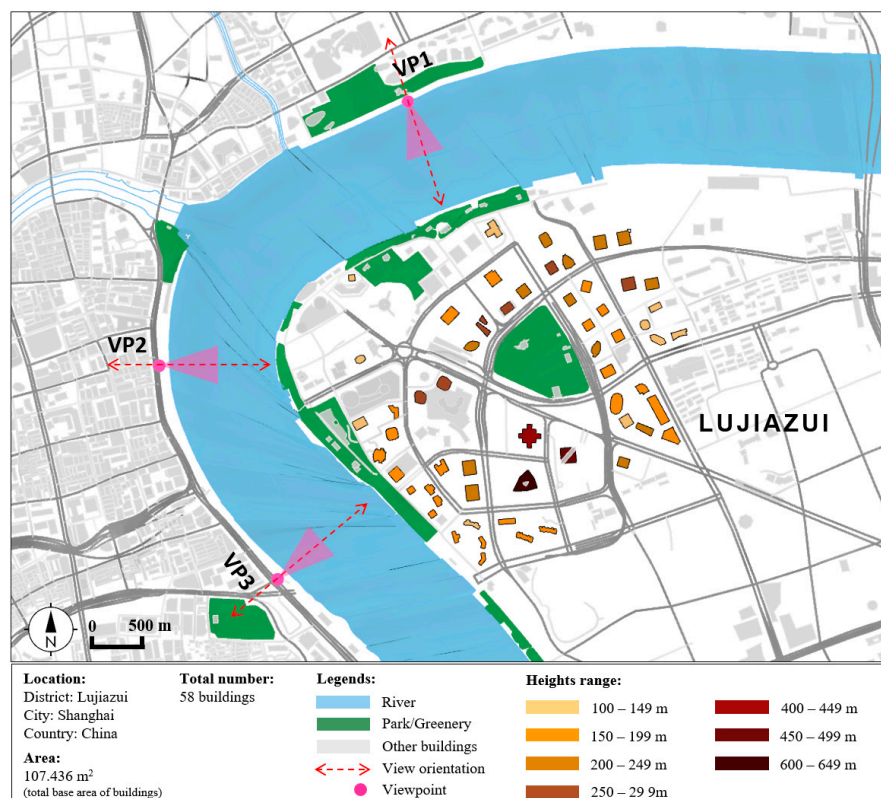 VP1
VP2
LUJIAZUI
VP3
N
0 500 m
Location:
District: Lujiazui
City: Shanghai
Country: China
Area:
107.436 m²
(total base area of buildings)
Total number:
58 buildings
Legends:
River
Park/Greenery
Other buildings
View orientation
Viewpoint
Heights range:
100 – 149 m
150 – 199 m
200 – 249 m
250 – 29 9m
400 – 449 m
450 – 499 m
600 – 649 m